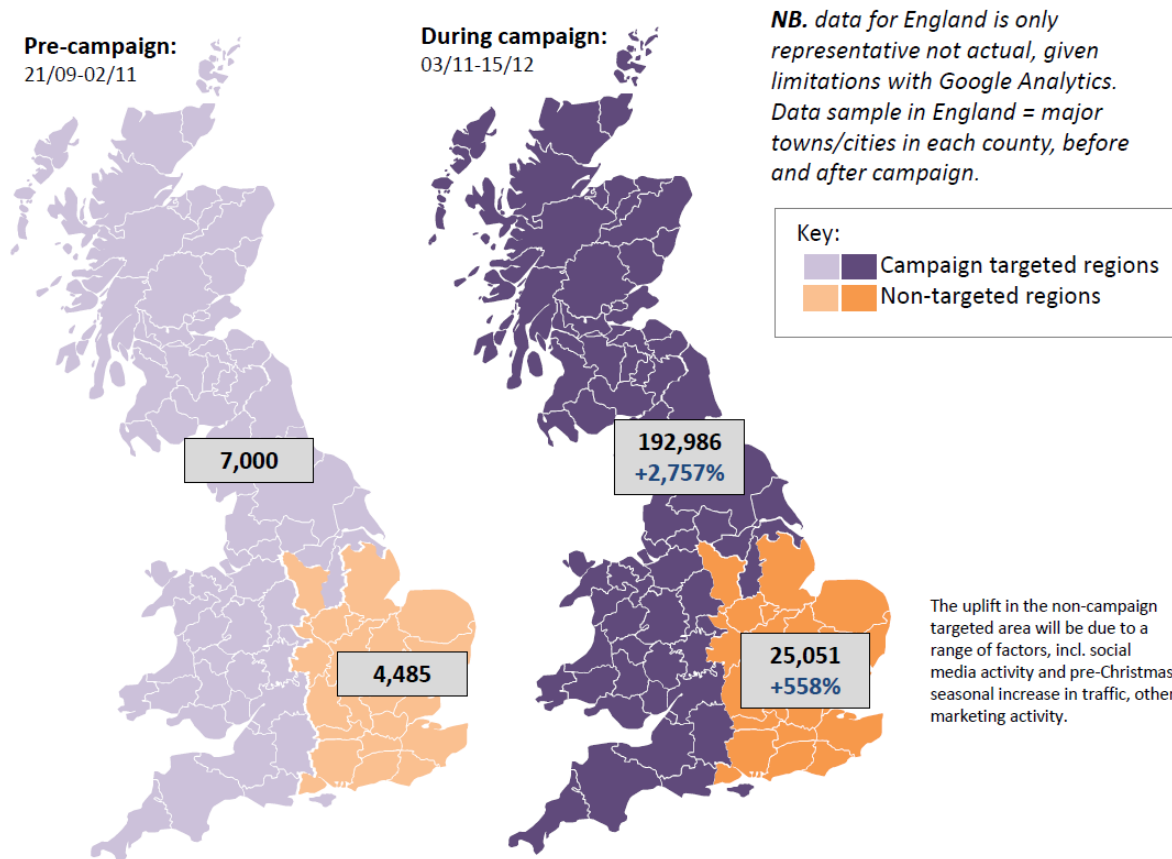 Pre-campaign:
21/09-02/11
During campaign:
03/11-15/12
NB. data for England is only
representative not actual, given
limitations with Google Analytics.
Data sample in England = major
towns/cities in each county, before
and after campaign.
Key:
Campaign targeted regions
Non-targeted regions
7,000
4,485
192,986
+2,757%
25,051
+558%
The uplift in the non-campaign
targeted area will be due to a
range of factors, incl. social
media activity and pre-Christmas
seasonal increase in traffic, other
marketing activity.